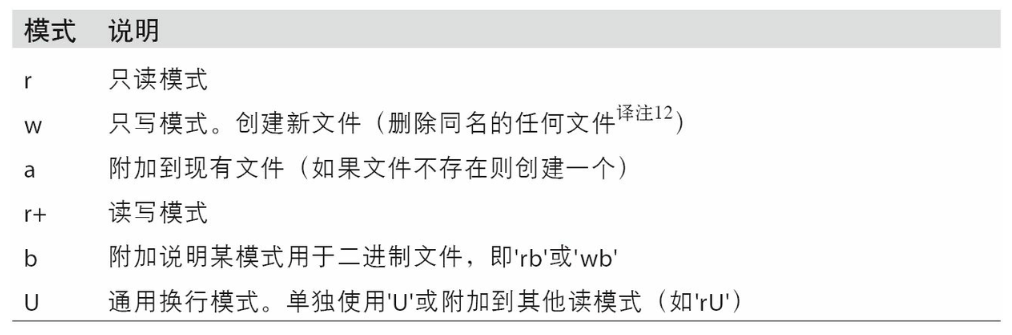 模式 说明
r 只读模式
w 只写模式。创建新文件（删除同名的任何文件译注12）
a 附加到现有文件（如果文件不存在则创建一个）
r+ 读写模式
b 附加说明某模式用于二进制文件，即'rb'或'wb'
U 通用换行模式。单独使用'U'或附加到其他读模式（如'rU'）